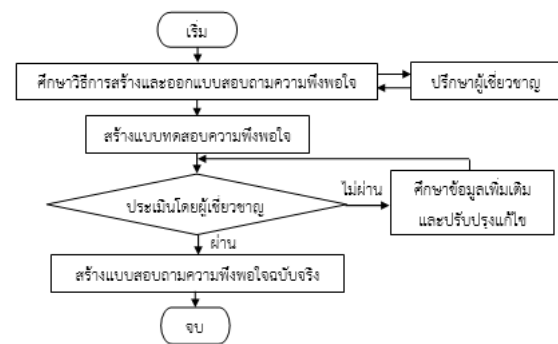 เริ่ม
ศึกษาวิธีการสร้างและออกแบบสอบถามความพึงพอใจ
ปรึกษาผู้เชี่ยวชาญ
สร้างแบบทดสอบความพึงพอใจ
ประเมินโดยผู้เชี่ยวชาญ
ไม่ผ่าน
ศึกษาข้อมูลเพิ่มเติม
และปรับปรุงแก้ไข
ผ่าน
สร้างแบบสอบถามความพึงพอใจฉบับจริง
จบ